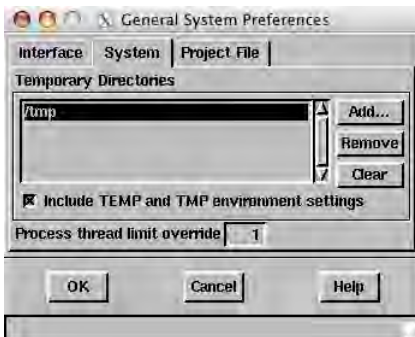 General System Preferences
Interface System Project File
Temporary Directories
/tmp
Add...
Remove
Clear
Include TEMP and TMP environment settings
Process thread limit override 1
OK Cancel Help